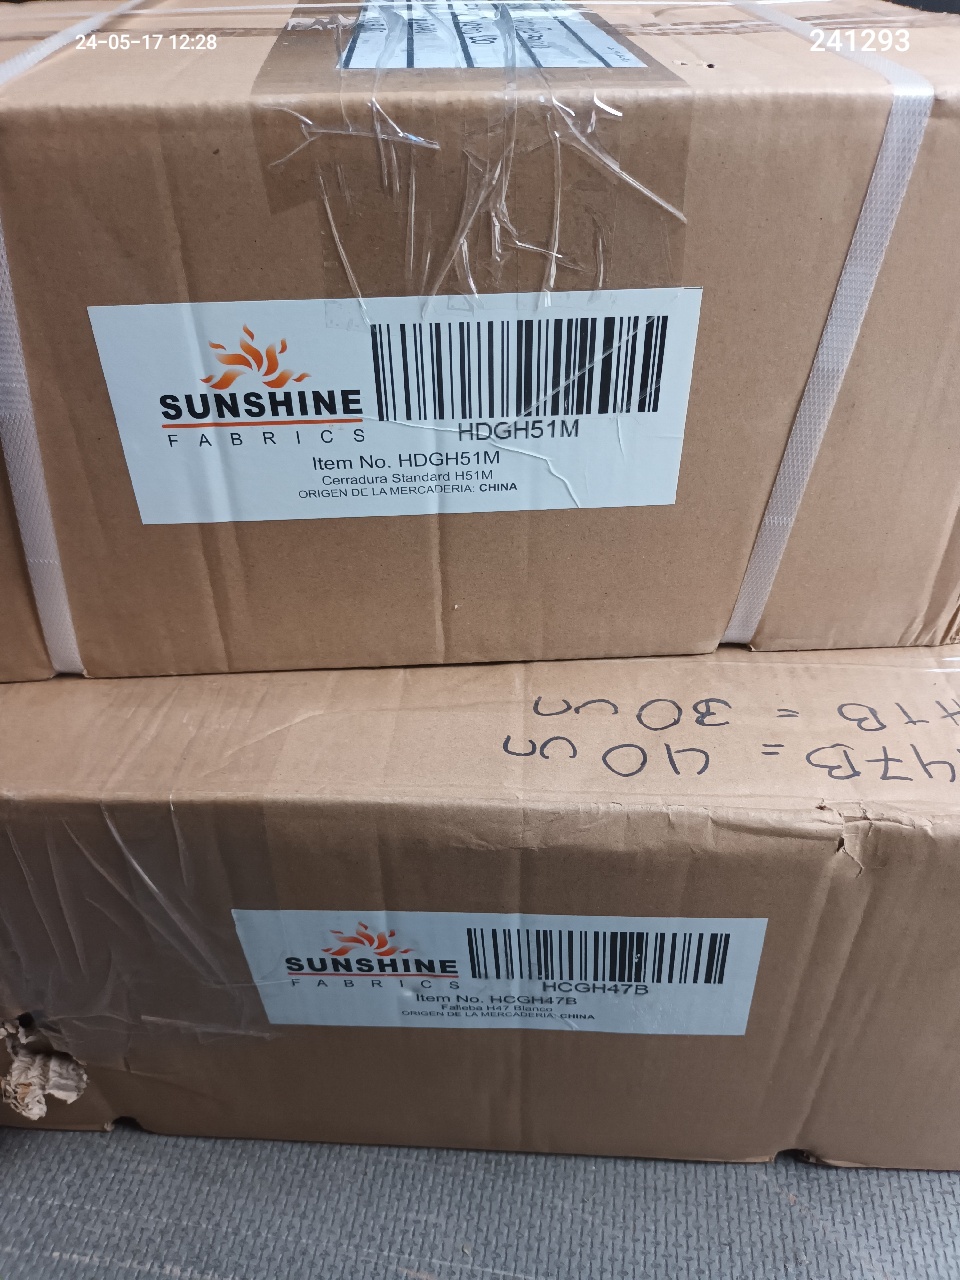 24-05-17 12:28
241293
SUNSHINE
FABRICS
HDGH51M
Item No. HDGH51M
Cerradura Standard H51M
ORIGEN DE LA MERCADERIA: CHINA
47B = 40 un
= 30 un
SUNSHINE
FABRICS
HCGH47B
Item No. HCGH47B
Falleba H47 Blanco
ORIGEN DE LA MERCADERIA: CHINA